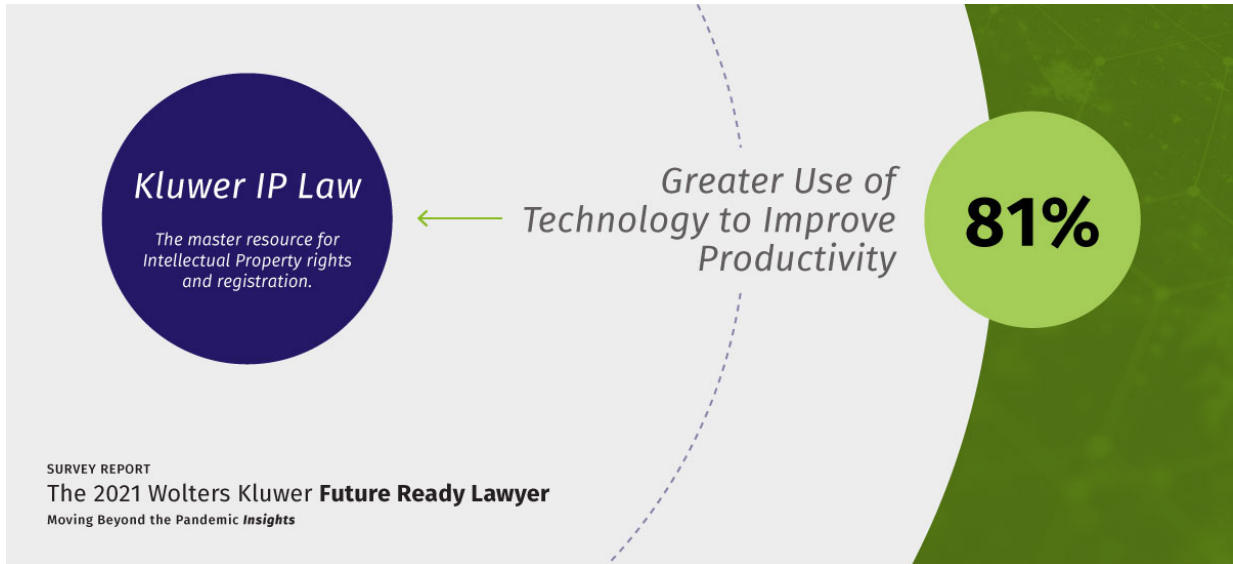 Kluwer IP Law
The master resource for
Intellectual Property rights
and registration.
Greater Use of
Technology to Improve
Productivity
81%
SURVEY REPORT
The 2021 Wolters Kluwer Future Ready Lawyer
Moving Beyond the Pandemic Insights